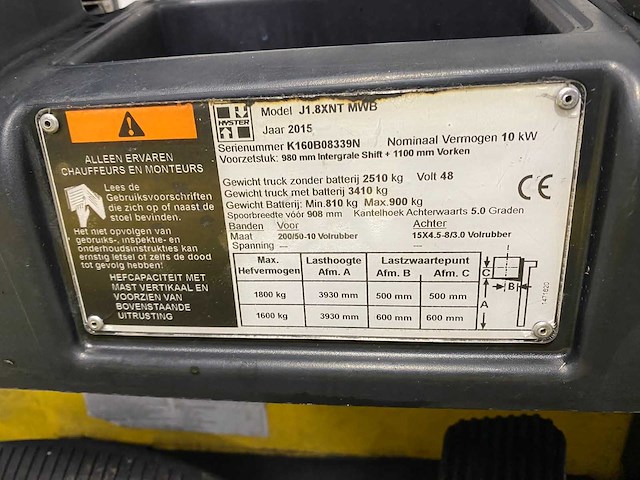 ALLEEN ERVAREN
CHAUFFEURS EN MONTEURS
Lees de
Gebruiksvoorschriften
die zich op of naast de
stoel bevinden.
Het niet opvolgen van
gebruiks-, inspektie- en
onderhoudsinstrukties kan
ernstig letsel of zelfs de dood
tot gevolg hebben!
HEFCAPACITEIT MET
MAST VERTIKAAL EN
VOORZIEN VAN
BOVENSTAANDE
UITRUSTING
HYSTER
Model J1.8XNT MWB
Jaar 2015
Serienummer K160B08339N Nominaal Vermogen 10 kW
Voorzetstuk: 980 mm Intergrale Shift + 1100 mm Vorken
Gewicht truck zonder batterij 2510 kg Volt 48
Gewicht truck met batterij 3410 kg
Gewicht Batterij: Min.810 kg Max.900 kg
Spoorbreedte vóór 908 mm Kantelhoek Achterwaarts 5.0 Graden
CE
Banden Voor Achter
Maat 200/50-10 Volrubber 15X4.5-8/3.0 Volrubber
Spanning — —
Max. Hefvermogen Lasthoogte Afm. A Lastzwaartepunt Afm. B Afm. C
1800 kg 3930 mm 500 mm 500 mm
1600 kg 3930 mm 600 mm 600 mm
C B
A
1471620